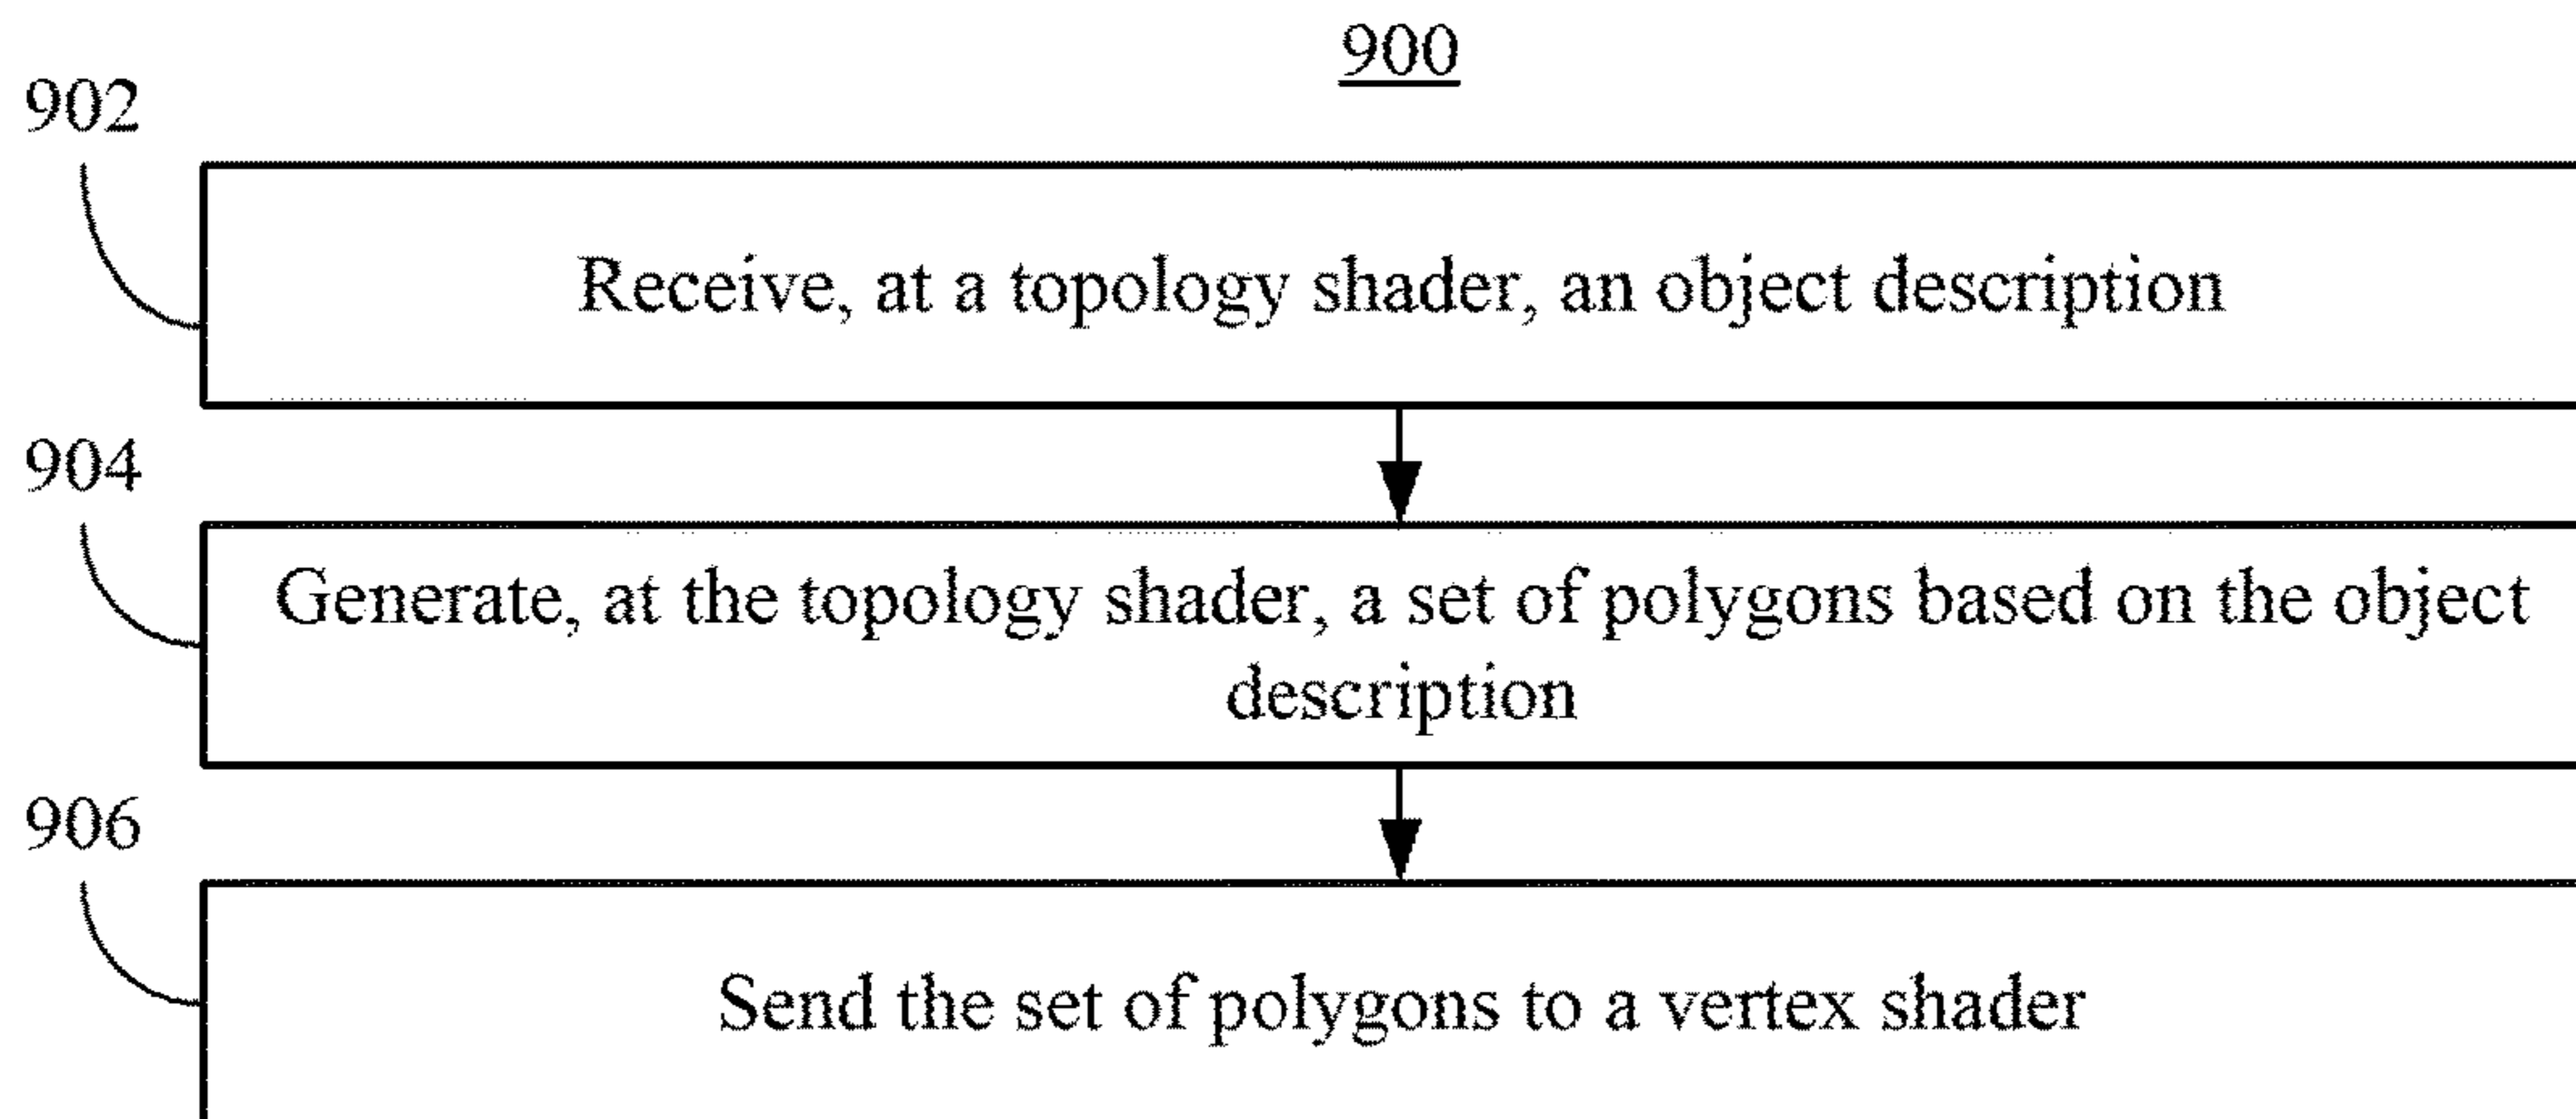 900
902
Receive, at a topology shader, an object description
904
Generate, at the topology shader, a set of polygons based on the object
description
906
Send the set of polygons to a vertex shader